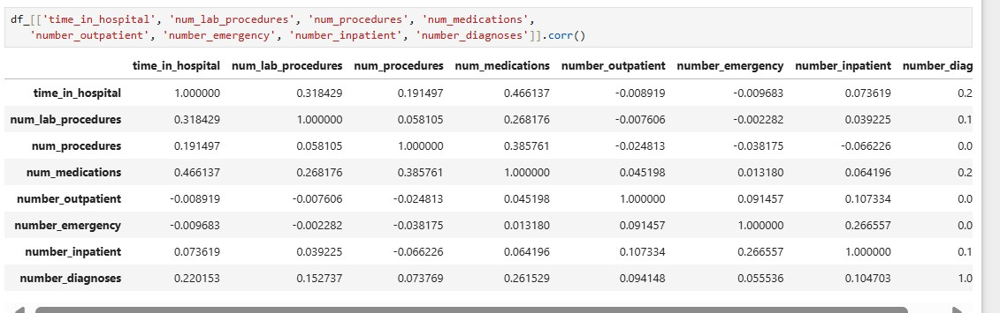 df_[['time_in_hospital', 'num_lab_procedures', 'num_procedures', 'num_medications',
'number_outpatient', 'number_emergency', 'number_inpatient', 'number_diagnoses']].corr()
time_in_hospital num_lab_procedures num_procedures num_medications number_outpatient number_emergency number_inpatient number_diag
time_in_hospital 1.000000 0.318429 0.191497 0.466137 -0.008919 -0.009683 0.073619 0.2
num_lab_procedures 0.318429 1.000000 0.058105 0.268176 -0.007606 -0.002282 0.039225 0.1
num_procedures 0.191497 0.058105 1.000000 0.385761 -0.024813 -0.038175 -0.066226 0.0
num_medications 0.466137 0.268176 0.385761 1.000000 0.045198 0.013180 0.064196 0.2
number_outpatient -0.008919 -0.007606 -0.024813 0.045198 1.000000 0.091457 0.107334 0.0
number_emergency -0.009683 -0.002282 -0.038175 0.013180 0.091457 1.000000 0.266557 0.0
number_inpatient 0.073619 0.039225 -0.066226 0.064196 0.107334 0.266557 1.000000 0.1
number_diagnoses 0.220153 0.152737 0.073769 0.261529 0.094148 0.055536 0.104703 1.0